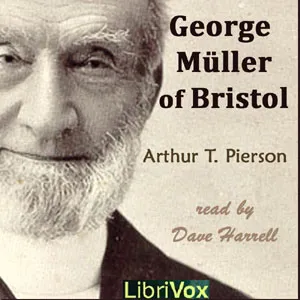 George
Müller
of Bristol
Arthur T. Pierson
read by
Dave Harrell
LibriVox